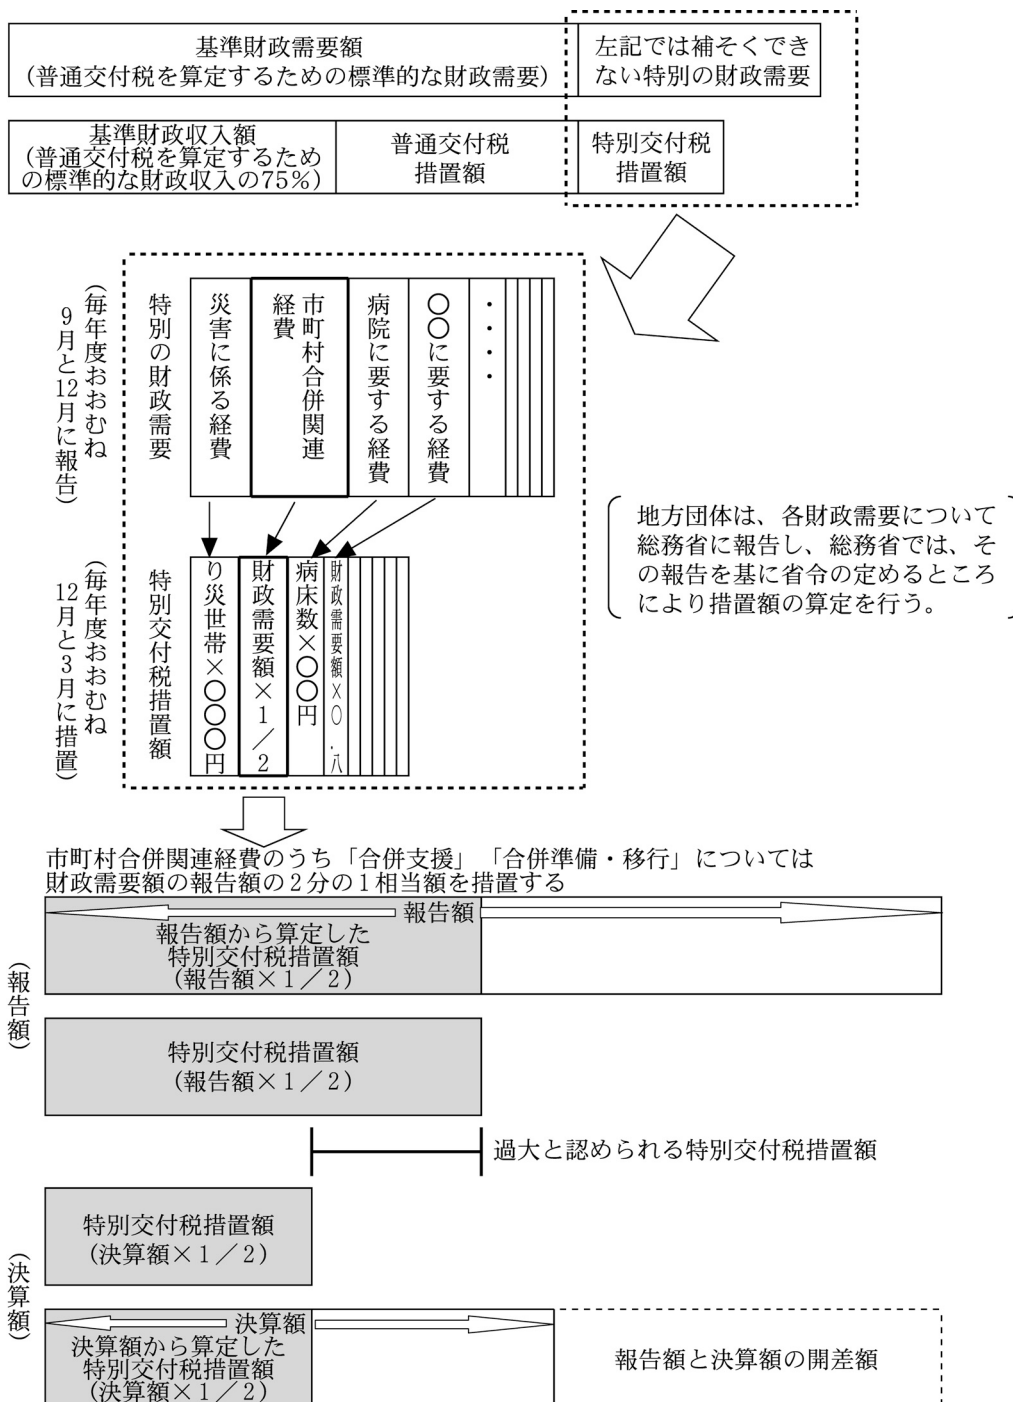 基準財政需要額
（普通交付税を算定するための標準的な財政需要）
左記では補そくでき
ない特別の財政需要
基準財政収入額
（普通交付税を算定するため
の標準的な財政収入の75%）
普通交付税
措置額
特別交付税
措置額
（毎年度おおむね
９月と12月に報告）
特別の財政需要
災害に係る経費
市町村合併関連
経費
病院に要する経費
〇〇に要する経費
・・・・
（毎年度おおむね
12月と３月に措置）
特別交付税措置額
り災世帯×〇〇〇円
財政需要額×１／２
病床数×〇〇円
財政需要額×〇.八
地方団体は、各財政需要について
総務省に報告し、総務省では、そ
の報告を基に省令の定めるところ
により措置額の算定を行う。
市町村合併関連経費のうち「合併支援」「合併準備・移行」については
財政需要額の報告額の２分の１相当額を措置する
（報告額）
報告額
報告額から算定した
特別交付税措置額
（報告額×１／２）
特別交付税措置額
（報告額×１／２）
過大と認められる特別交付税措置額
（決算額）
特別交付税措置額
（決算額×１／２）
決算額
決算額から算定した
特別交付税措置額
（決算額×１／２）
報告額と決算額の開差額